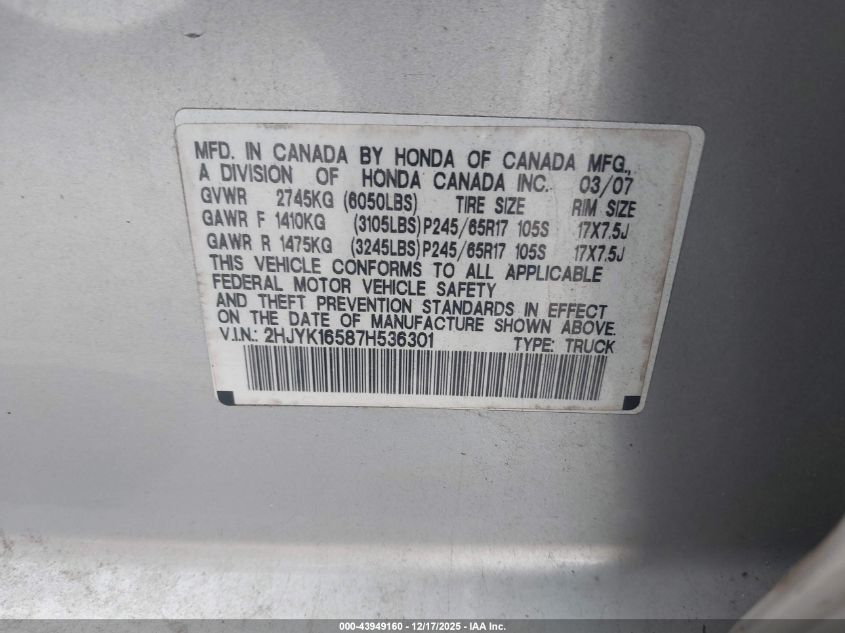 MFD. IN CANADA BY HONDA OF CANADA MFG.,
A DIVISION OF HONDA CANADA INC. 03/07
GVWR 2745KG (6050LBS) TIRE SIZE RIM SIZE
GAWR F 1410KG (3105LBS) P245/65R17 105S 17X7.5J
GAWR R 1475KG (3245LBS) P245/65R17 105S 17X7.5J
THIS VEHICLE CONFORMS TO ALL APPLICABLE
FEDERAL MOTOR VEHICLE SAFETY
AND THEFT PREVENTION STANDARDS IN EFFECT
ON THE DATE OF MANUFACTURE SHOWN ABOVE.
V.I.N.: 2HJYK16587H536301 TYPE: TRUCK
000-43949160 - 12/17/2025 - IAA Inc.